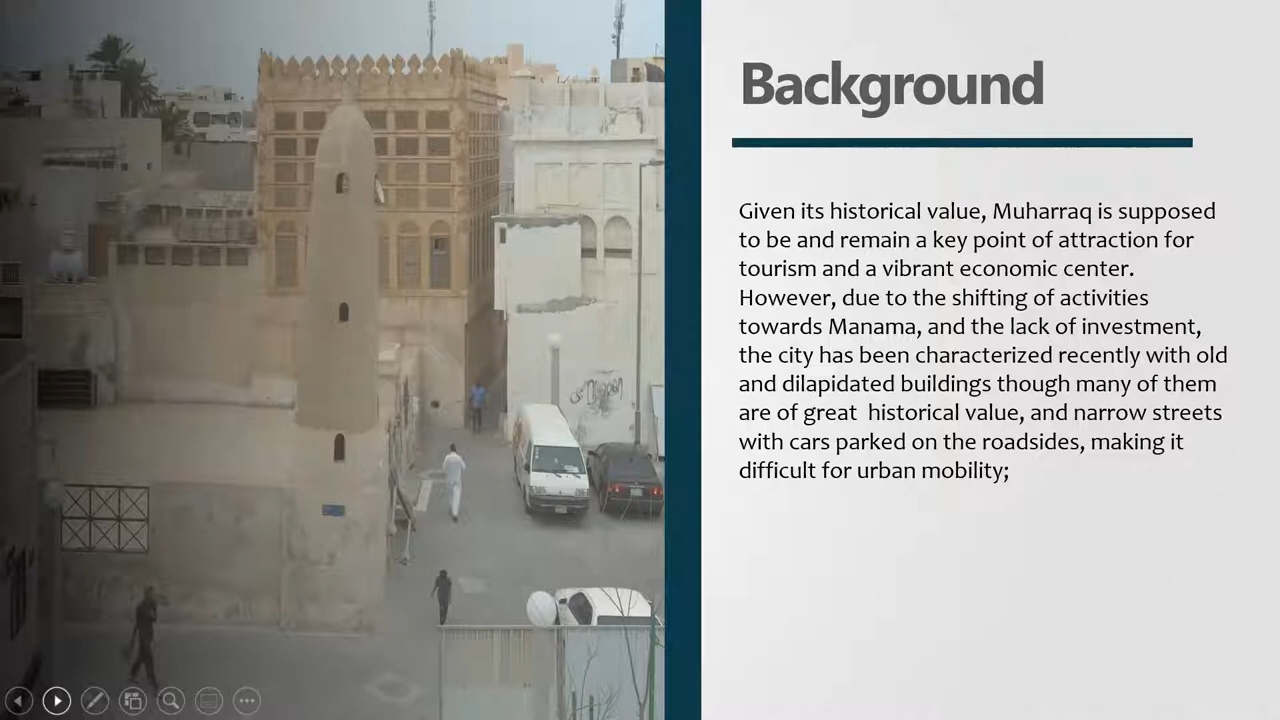 Background
Given its historical value, Muharraq is supposed
to be and remain a key point of attraction for
tourism and a vibrant economic center.
However, due to the shifting of activities
towards Manama, and the lack of investment,
the city has been characterized recently with old
and dilapidated buildings though many of them
are of great  historical value, and narrow streets
with cars parked on the roadsides, making it
difficult for urban mobility;